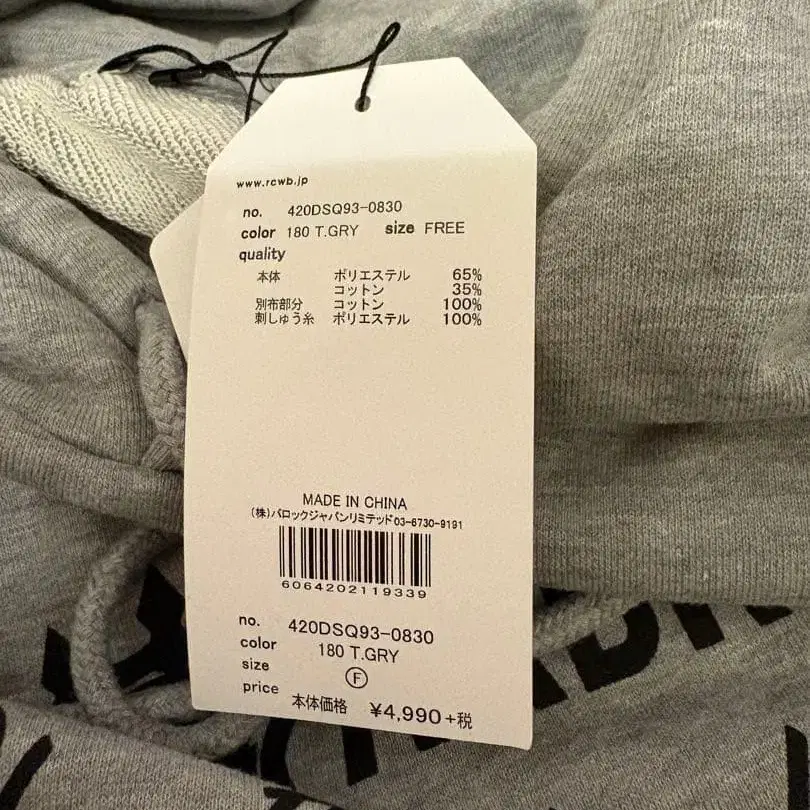 www.rcwb.jp
no. 420DSQ93-0830
color 180 T.GRY size FREE
quality
本体 ポリエステル 65%
コットン 35%
別布部分 コットン 100%
刺しゅう糸 ポリエステル 100%
MADE IN CHINA
(株)バロックジャパンリミテッド03-6730-9191
6064202119339
no. 420DSQ93-0830
color 180 T.GRY
size F
price 本体価格 ¥4,990+税